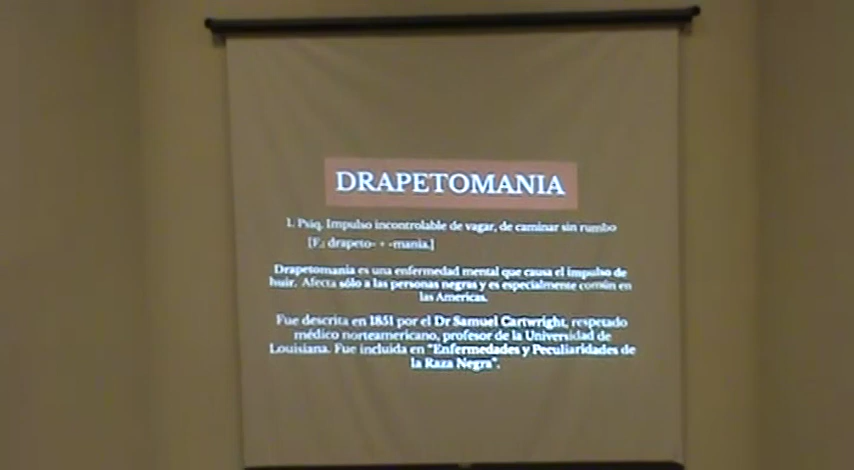 DRAPETOMANIA
1. Psiq. Impulso incontrolable de vagar, de caminar sin rumbo
[F.: drapeto- + -mania.]
Drapetomania es una enfermedad mental que causa el impulso de
huir. Afecta sólo a las personas negras y es especialmente común en
las Americas.
Fue descrita en 1851 por el Dr Samuel Cartwright, respetado
médico norteamericano, profesor de la Universidad de
Louisiana. Fue incluida en "Enfermedades y Peculiaridades de
la Raza Negra".